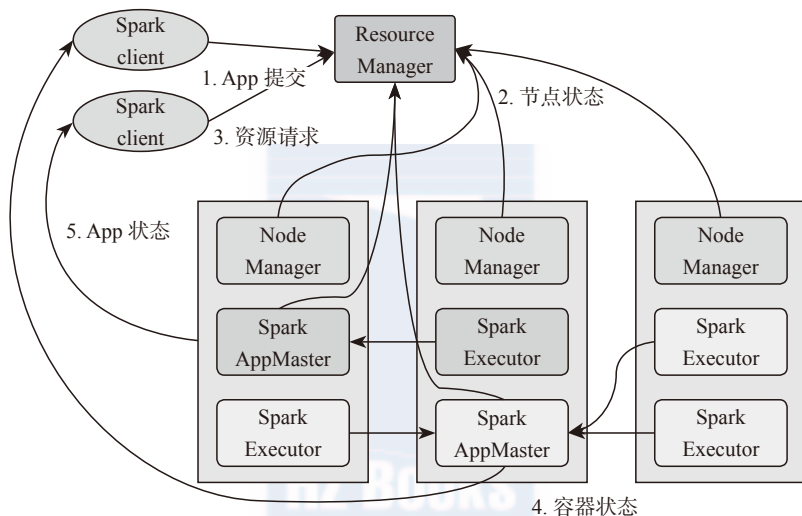 Spark
client
Resource
Manager
1. App 提交
2. 节点状态
Spark
client
3. 资源请求
5. App 状态
Node
Manager
Node
Manager
Node
Manager
Spark
AppMaster
Spark
Executor
Spark
Executor
Spark
Executor
Spark
AppMaster
Spark
Executor
HZ BOOKS
4. 容器状态